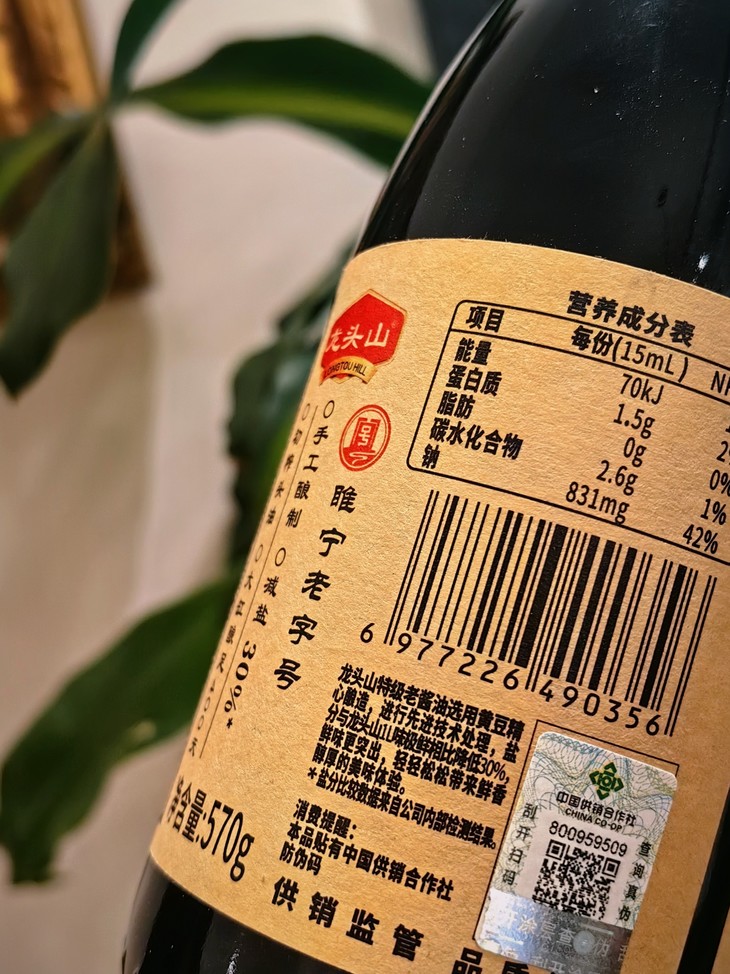 龙头山
LONGTOU HILL
睢宁老字号
手工酿制
减盐30%*
净含量:570g
营养成分表
项目 每份(15mL)
能量 70kJ
蛋白质 1.5g
脂肪 0g 0%
碳水化合物 2.6g 1%
钠 831mg 42%
6 977226 490356
龙头山特级老酱油选用黄豆精
心酿造，进行先进技术处理，盐
分与龙头山山味极鲜相比降低30%，
鲜味更突出，轻轻松松带来鲜香
醇厚的美味体验。
*盐分比较数据来自公司内部检测结果。
消费提醒：
本品贴有中国供销合作社
防伪码
供销监管
中国供销合作社
CHINA CO-OP
800959509
刮开扫码
查询真伪